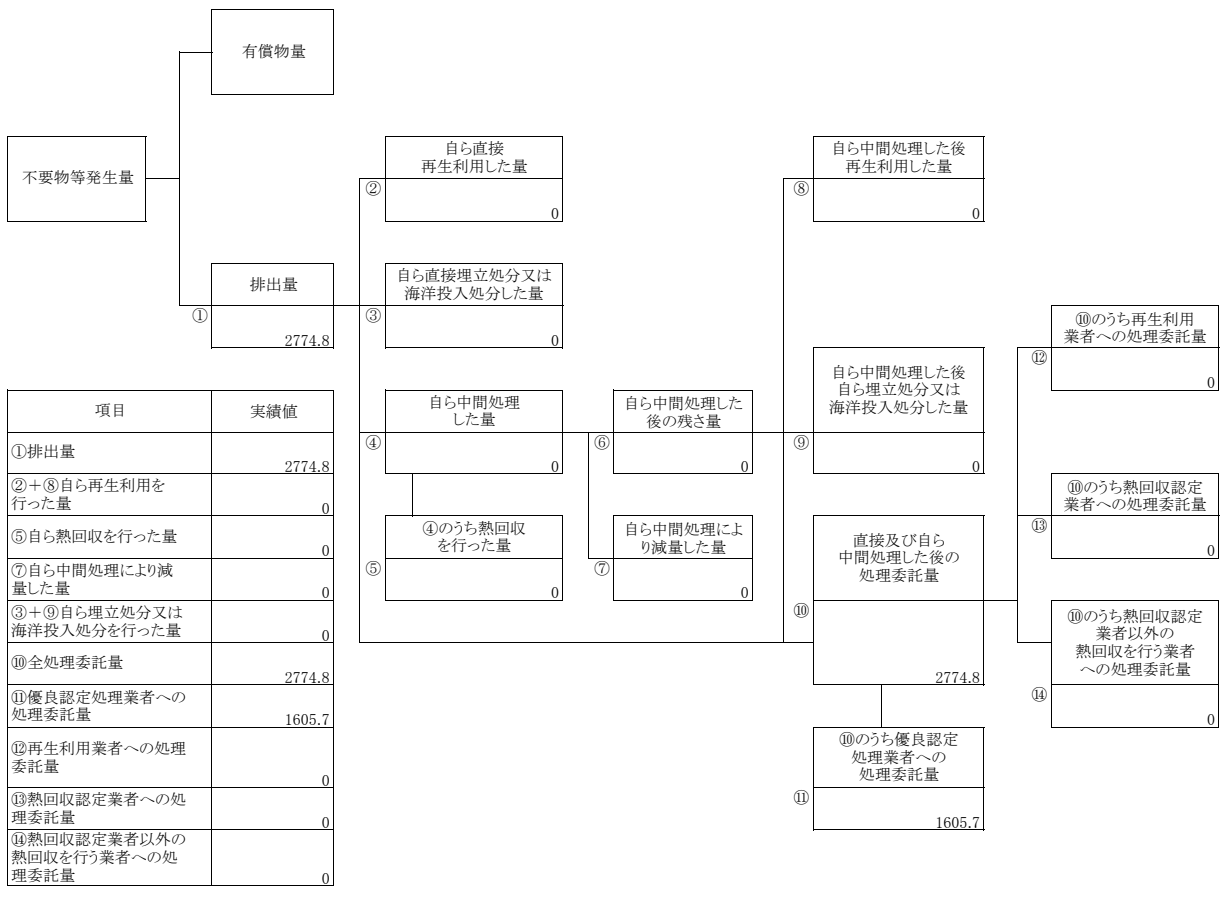 有償物量
不要物等発生量
排出量
①
2774.8
自ら直接
再生利用した量
②
0
自ら直接埋立処分又は
海洋投入処分した量
③
0
自ら中間処理
した量
④
0
④のうち熱回収
を行った量
⑤
0
自ら中間処理した
後の残さ量
⑥
0
自ら中間処理によ
り減量した量
⑦
0
自ら中間処理した後
再生利用した量
⑧
0
自ら中間処理した後
自ら埋立処分又は
海洋投入処分した量
⑨
0
直接及び自ら
中間処理した後の
処理委託量
⑩
2774.8
⑩のうち優良認定
処理業者への
処理委託量
⑪
1605.7
⑩のうち再生利用
業者への処理委託量
⑫
0
⑩のうち熱回収認定
業者への処理委託量
⑬
0
⑩のうち熱回収認定
業者以外の
熱回収を行う業者
への処理委託量
⑭
0
項目 実績値
①排出量
2774.8
②＋⑧自ら再生利用を
行った量
0
⑤自ら熱回収を行った量
0
⑦自ら中間処理により減
量した量
0
③＋⑨自ら埋立処分又は
海洋投入処分を行った量
0
⑩全処理委託量
2774.8
⑪優良認定処理業者への
処理委託量
1605.7
⑫再生利用業者への処理
委託量
0
⑬熱回収認定業者への処
理委託量
0
⑭熱回収認定業者以外の
熱回収を行う業者への処
理委託量
0